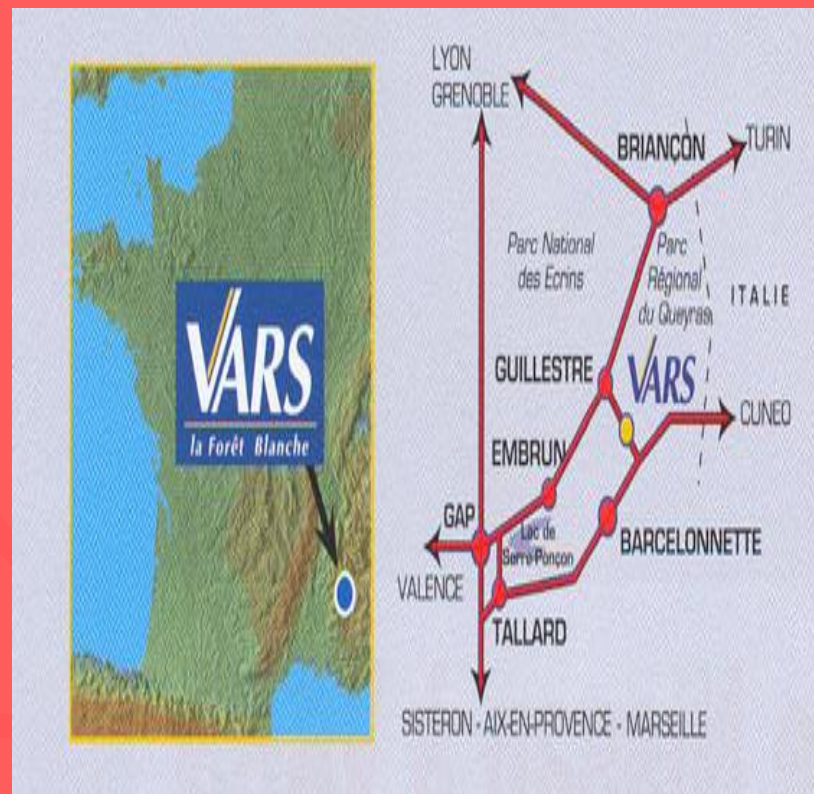 VARS
la Forêt Blanche
LYON
GRENOBLE
BRIANÇON
TURIN
Parc National
des Ecrins
Parc
Régional
du Queyras
ITALIE
GUILLESTRE
VARS
CUNEO
EMBRUN
GAP
Lac de
Serre-Ponçon
BARCELONNETTE
VALENCE
TALLARD
SISTERON - AIX-EN-PROVENCE - MARSEILLE